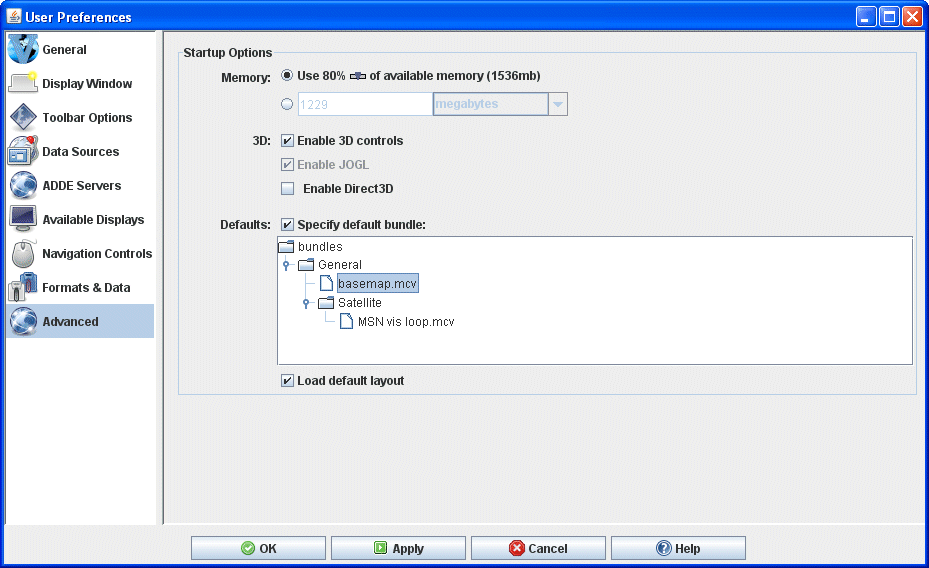 User Preferences
General
Display Window
Toolbar Options
Data Sources
ADDE Servers
Available Displays
Navigation Controls
Formats & Data
Advanced
Startup Options
Memory: Use 80% of available memory (1536mb)
1229 megabytes
3D: Enable 3D controls
Enable JOGL
Enable Direct3D
Defaults: Specify default bundle:
bundles
General
basemap.mcv
Satellite
MSN vis loop.mcv
Load default layout
OK Apply Cancel Help